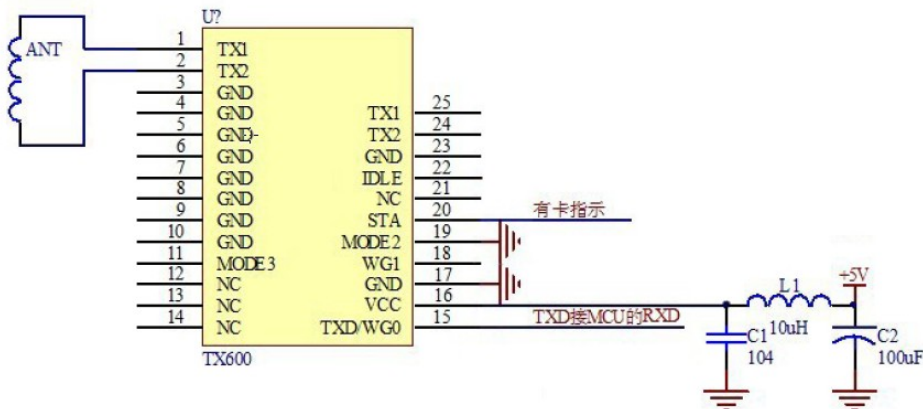 U?
ANT
1 TX1
2 TX2
3 GND
4 GND
5 GND
6 GND
7 GND
8 GND
9 GND
10 GND
11 MODE3
12 NC
13 NC
14 NC
TX1 25
TX2 24
GND 23
IDLE 22
NC 21
STA 20 有卡指示
MODE2 19
WG1 18
GND 17
VCC 16
TXD/WG0 15 TXD接MCU的RXD
TX600
L1
10uH
+5V
C1
104
C2
100uF